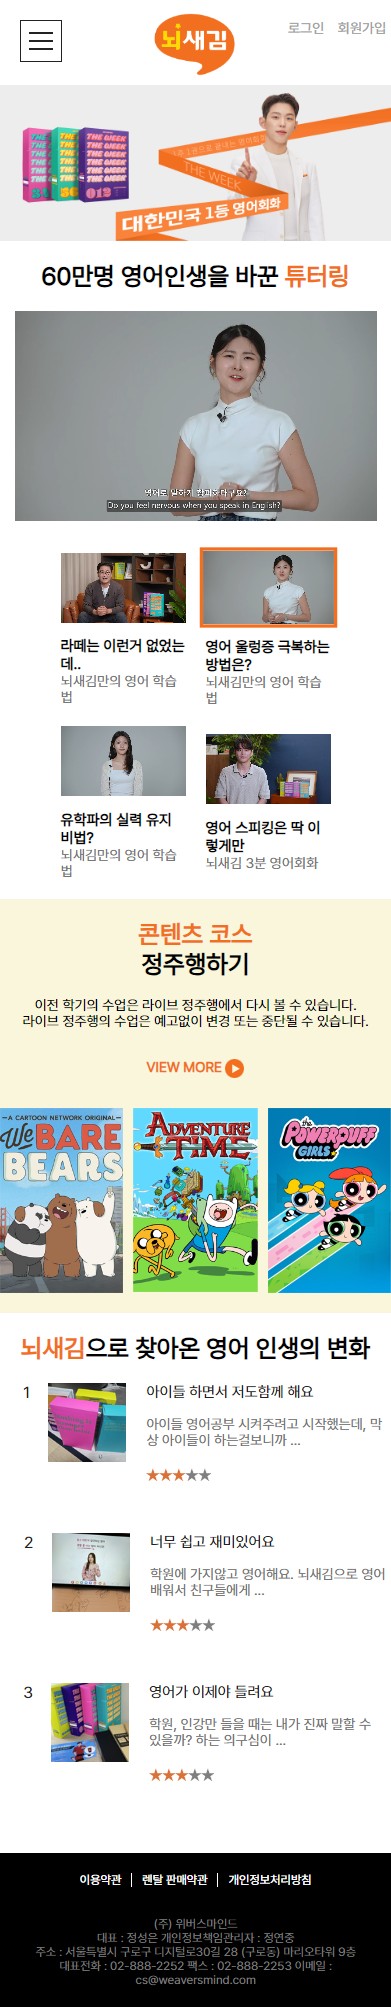 뇌새김
로그인 회원가입
THE WEEK
대한민국 1등 영어회화
60만명 영어인생을 바꾼 튜터링
Do you feel nervous when you speak in English?
라떼는 이런거 없었는
데..
뇌새김만의 영어 학습
법
영어 울렁증 극복하는
방법은?
뇌새김만의 영어 학습
법
유학파의 실력 유지
비법?
뇌새김만의 영어 학습
법
영어 스피킹은 딱 이
렇게만
뇌새김 3분 영어회화
콘텐츠 코스
정주행하기
이전 학기의 수업은 라이브 정주행에서 다시 볼 수 있습니다.
라이브 정주행의 수업은 예고없이 변경 또는 중단될 수 있습니다.
VIEW MORE
A CARTOON NETWORK ORIGINAL
We BARE
BEARS
ADVENTURE
TIME
the
POWERPUFF
GIRLS
뇌새김으로 찾아온 영어 인생의 변화
1
아이들 하면서 저도함께 해요
아이들 영어공부 시켜주려고 시작했는데, 막
상 아이들이 하는걸보니까 ...
★★★★★
2
너무 쉽고 재미있어요
학원에 가지않고 영어해요. 뇌새김으로 영어
배워서 친구들에게 ...
★★★★★
3
영어가 이제야 들려요
학원, 인강만 들을 때는 내가 진짜 말할 수
있을까? 하는 의구심이 ...
★★★★★
이용약관 | 렌탈 판매약관 | 개인정보처리방침
(주) 위버스마인드
대표 : 정성은 개인정보책임관리자 : 정연중
주소 : 서울특별시 구로구 디지털로30길 28 (구로동) 마리오타워 9층
대표전화 : 02-888-2252 팩스 : 02-888-2253 이메일 :
cs@weaversmind.com